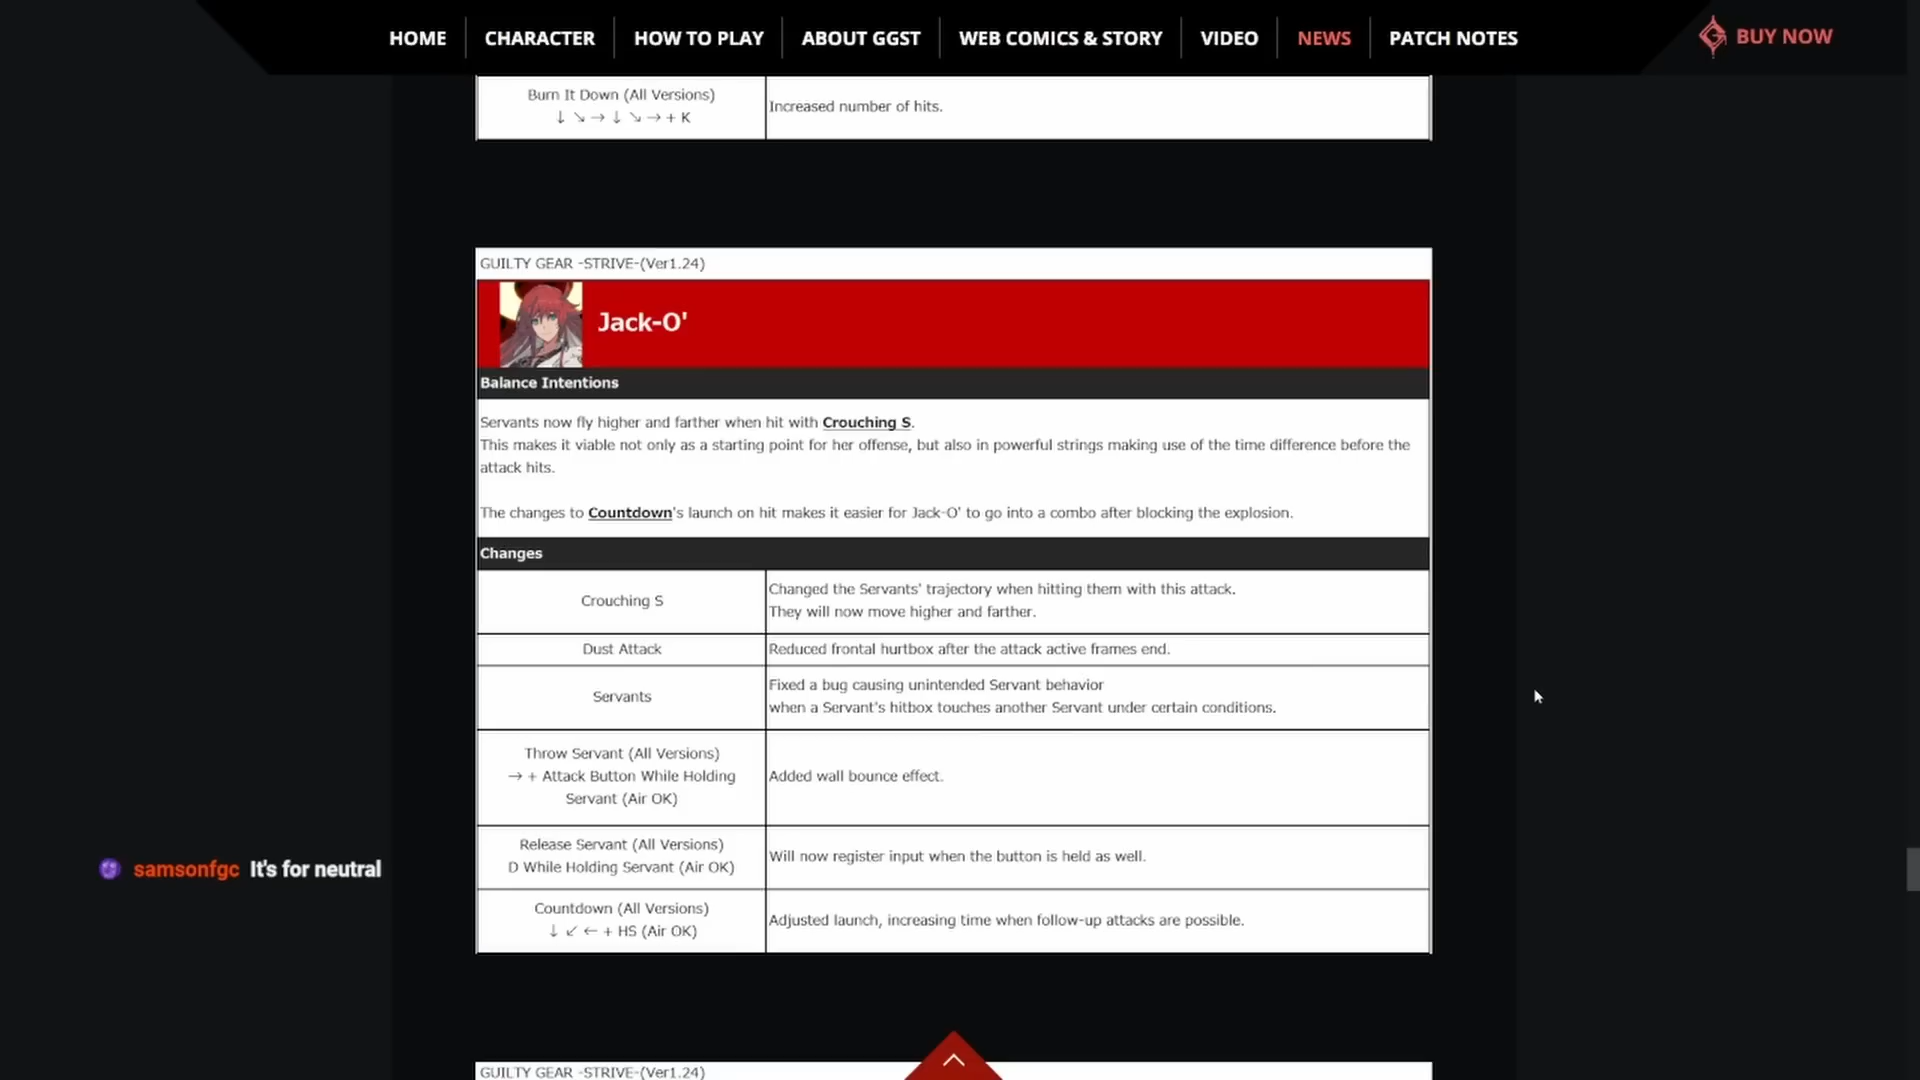 HOME
CHARACTER
HOW TO PLAY
ABOUT GGST
WEB COMICS & STORY
VIDEO
NEWS
PATCH NOTES
BUY NOW
Burn It Down (All Versions)
↓ ↘ → ↓ ↘ → + K
Increased number of hits.
GUILTY GEAR -STRIVE-(Ver1.24)
Jack-O'
Balance Intentions
Servants now fly higher and farther when hit with Crouching S.
This makes it viable not only as a starting point for her offense, but also in powerful strings making use of the time difference before the
attack hits.
The changes to Countdown's launch on hit makes it easier for Jack-O' to go into a combo after blocking the explosion.
Changes
Crouching S
Changed the Servants' trajectory when hitting them with this attack.
They will now move higher and farther.
Dust Attack
Reduced frontal hurtbox after the attack active frames end.
Servants
Fixed a bug causing unintended Servant behavior
when a Servant's hitbox touches another Servant under certain conditions.
Throw Servant (All Versions)
→ + Attack Button While Holding
Servant (Air OK)
Added wall bounce effect.
Release Servant (All Versions)
D While Holding Servant (Air OK)
Will now register input when the button is held as well.
Countdown (All Versions)
↓ ↙ ← + HS (Air OK)
Adjusted launch, increasing time when follow-up attacks are possible.
samsonfgc It's for neutral
GUILTY GEAR -STRIVE-(Ver1.24)